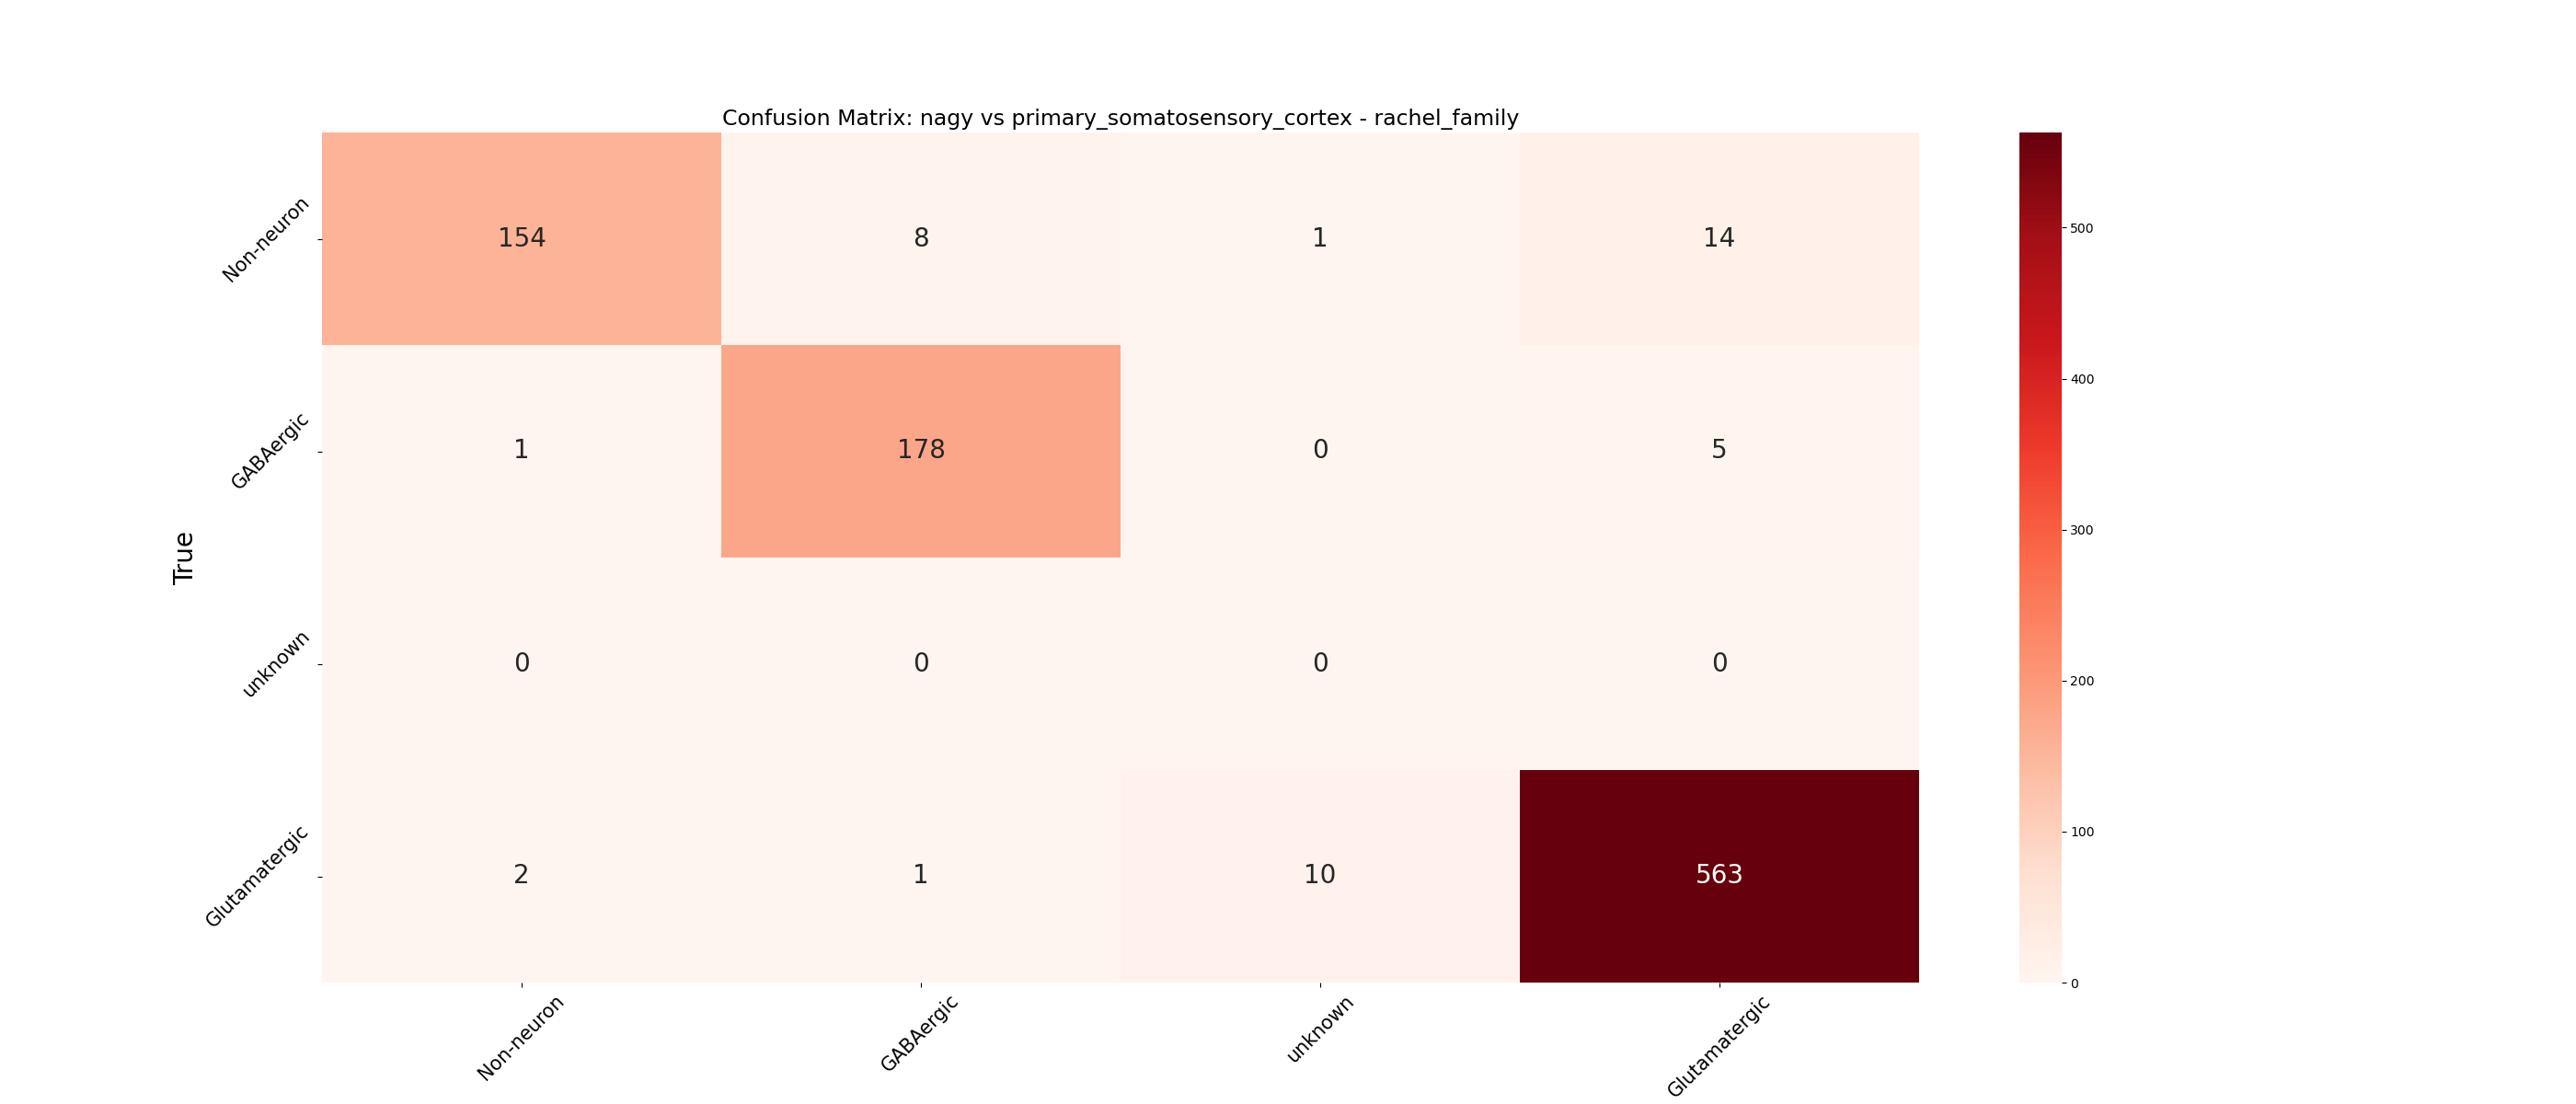 Confusion Matrix: nagy vs primary_somatosensory_cortex - rachel_family
True
Non-neuron
154
8
1
14
GABAergic
1
178
0
5
unknown
0
0
0
0
Glutamatergic
2
1
10
563
Non-neuron
GABAergic
unknown
Glutamatergic
500
400
300
200
100
0